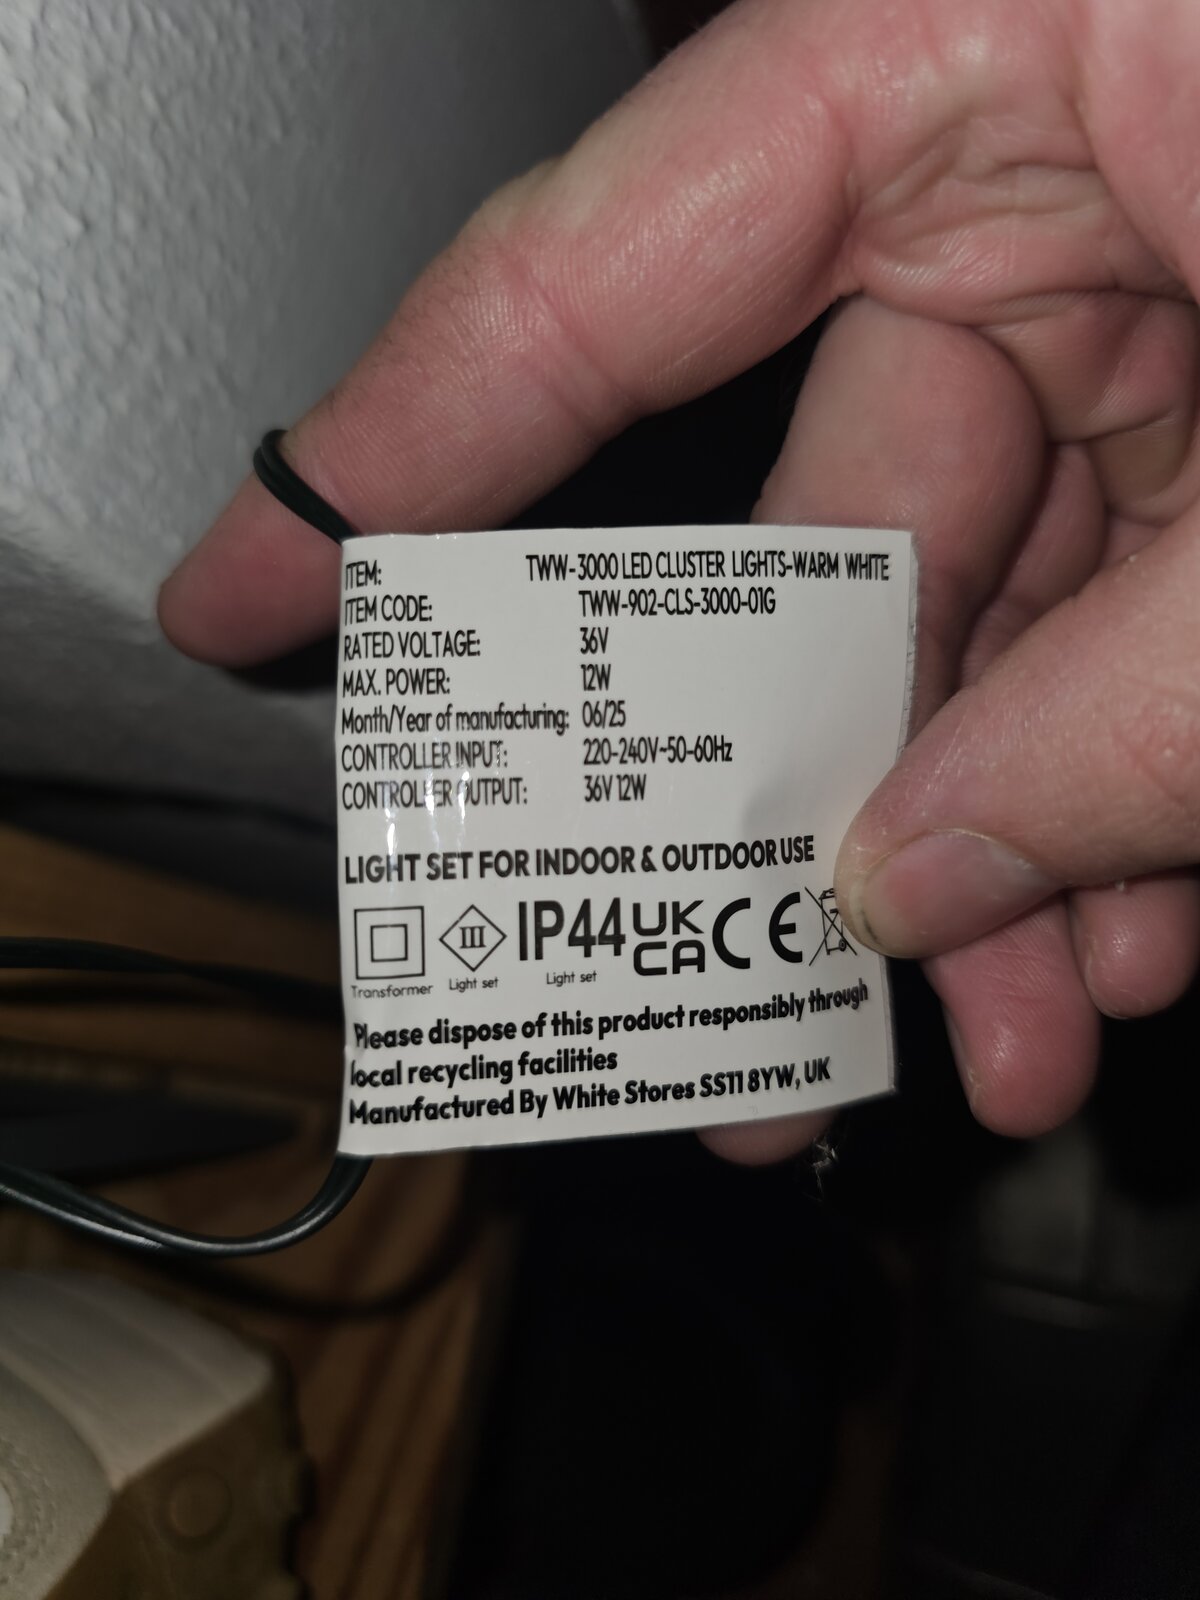 ITEM: TWW-3000 LED CLUSTER LIGHTS-WARM WHITE
ITEM CODE: TWW-902-CLS-3000-01G
RATED VOLTAGE: 36V
MAX. POWER: 12W
Month/Year of manufacturing: 06/25
CONTROLLER INPUT: 220-240V~50-60Hz
CONTROLLER OUTPUT: 36V 12W
LIGHT SET FOR INDOOR & OUTDOOR USE
III IP44 UK CA CE
Transformer Light set Light set
Please dispose of this product responsibly through
local recycling facilities
Manufactured By White Stores SS11 8YW, UK